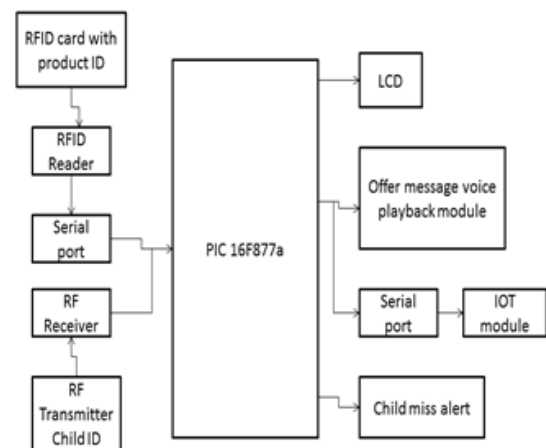 RFID card with
product ID
RFID
Reader
Serial
port
RF
Receiver
RF
Transmitter
Child ID
PIC 16F877a
LCD
Offer message voice
playback module
Serial
port
IOT
module
Child miss alert